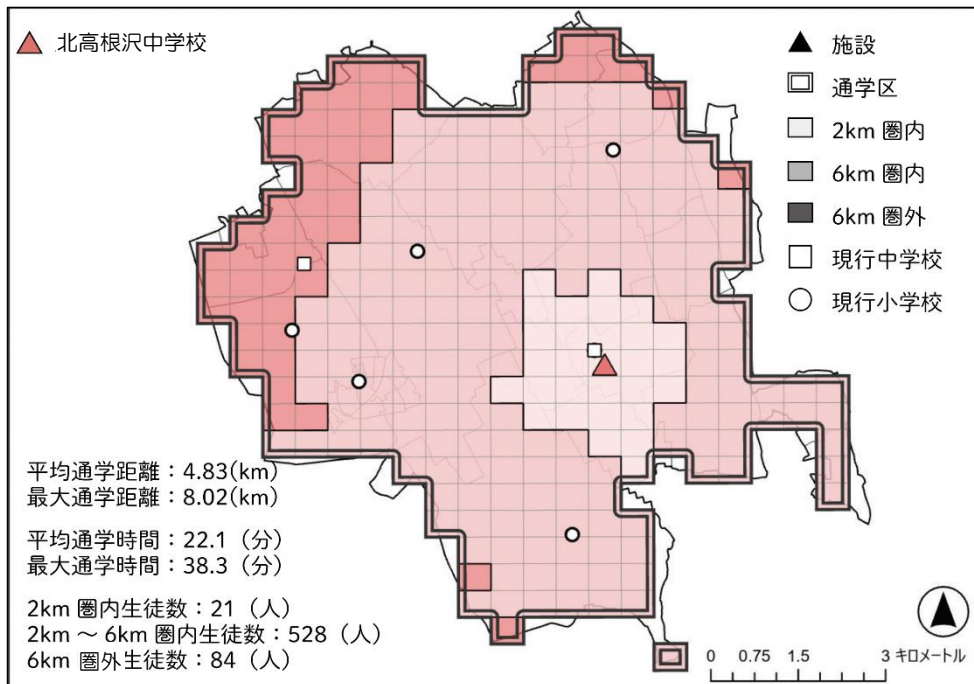 北高根沢中学校
施設
通学区
2km 圏内
6km 圏内
6km 圏外
現行中学校
現行小学校
平均通学距離：4.83(km)
最大通学距離：8.02(km)
平均通学時間：22.1（分）
最大通学時間：38.3（分）
2km 圏内生徒数：21（人）
2km ～ 6km 圏内生徒数：528（人）
6km 圏外生徒数：84（人）
0 0.75 1.5 3 キロメートル